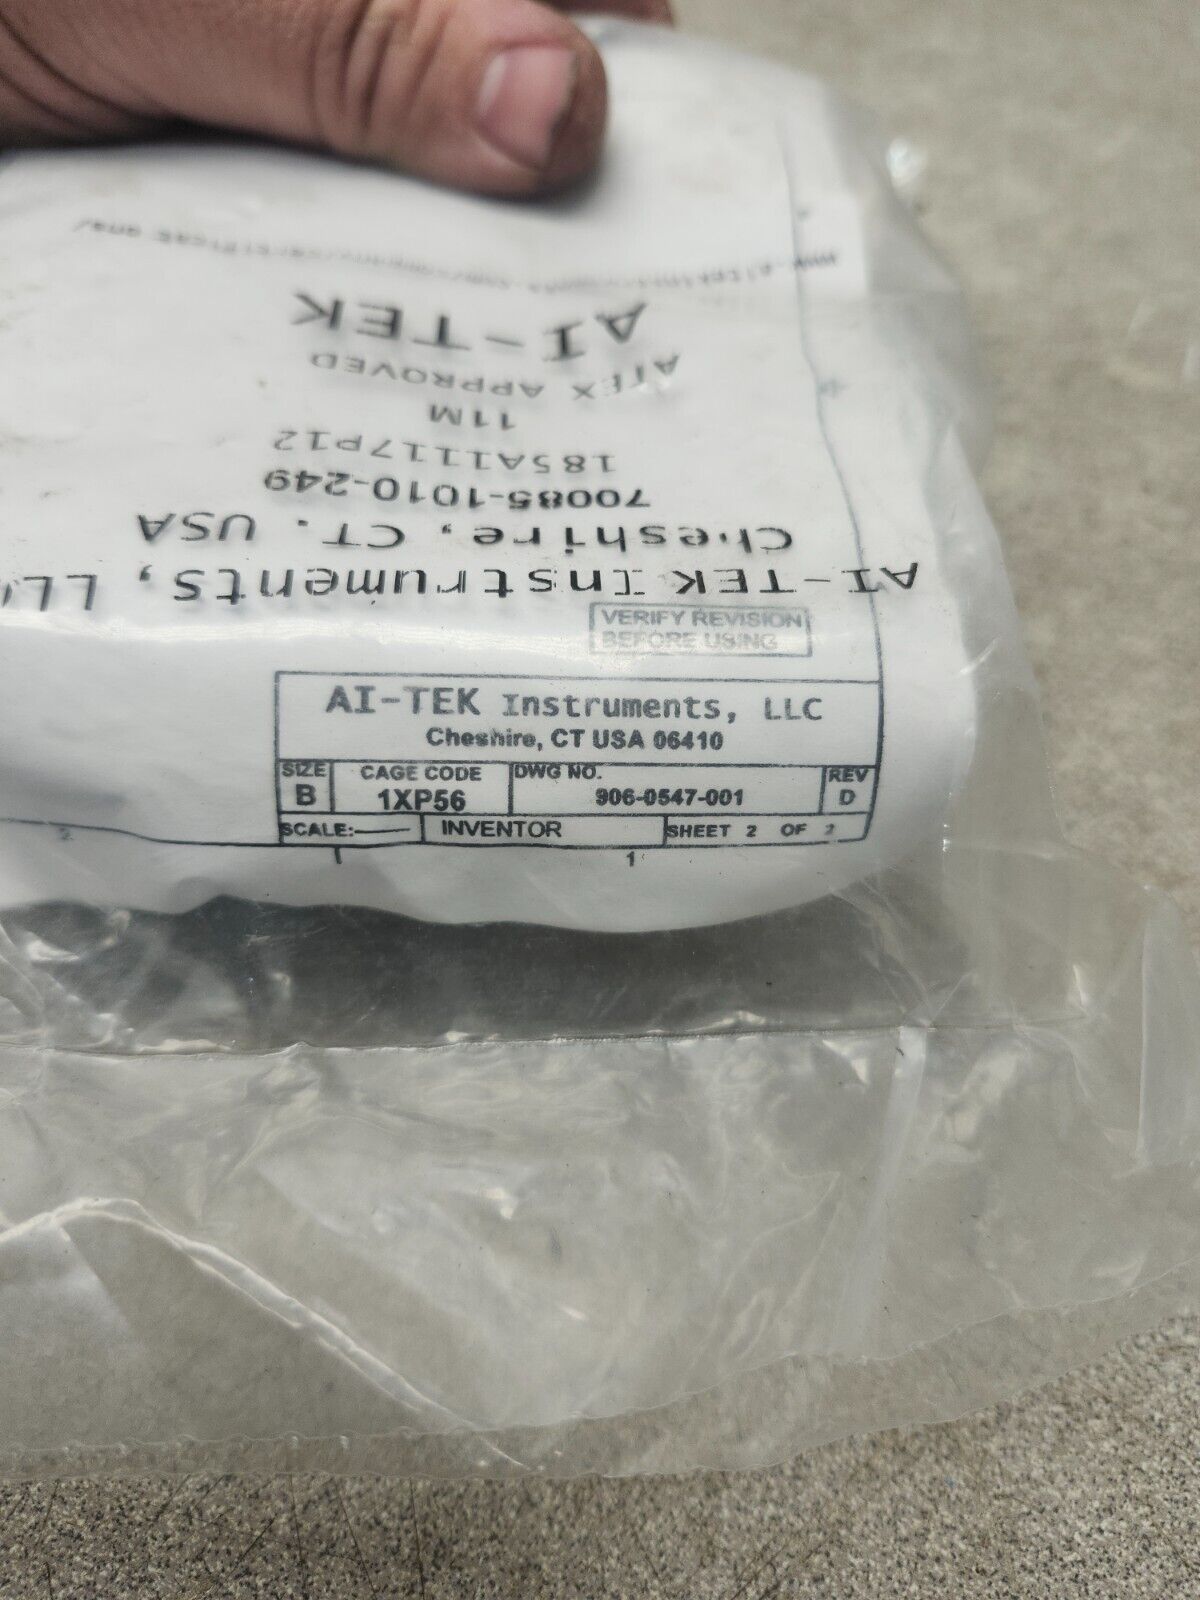 AI-TEK Instruments, LL
Cheshire, CT. USA
70085-1010-249
185A1117P12
11M
ATEX APPROVED
AI-TEK
VERIFY REVISION
BEFORE USING
AI-TEK Instruments, LLC
Cheshire, CT USA 06410
SIZE CAGE CODE DWG NO. REV
B 1XP56 906-0547-001 D
SCALE: INVENTOR SHEET 2 OF 2
2 1